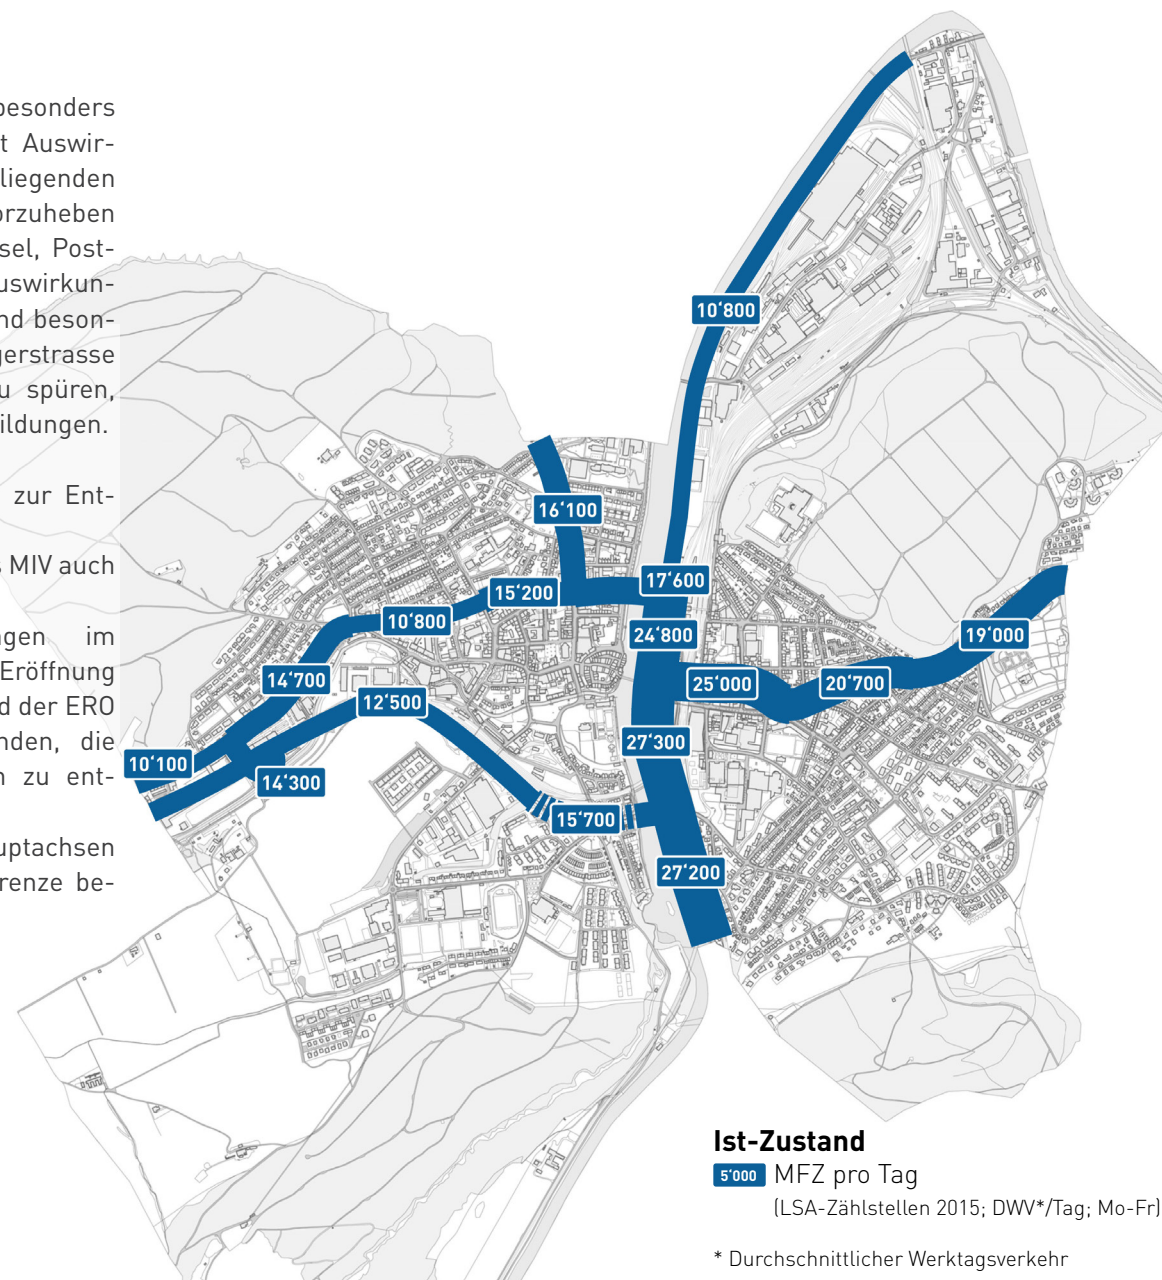 besonders
t Auswir-
liegenden
orzuheben
sel, Post-
uswirkun-
nd beson-
gerstrasse
u spüren,
bildungen.
zur Ent-
s MIV auch
ngen im
Eröffnung
d der ERO
nden, die
n zu ent-
uptachsen
renze be-
10'800
16'100
17'600
15'200
10'800
24'800
19'000
14'700
25'000
20'700
12'500
27'300
10'100
14'300
15'700
27'200
Ist-Zustand
5'000 MFZ pro Tag
(LSA-Zählstellen 2015; DWV*/Tag; Mo-Fr)
* Durchschnittlicher Werktagsverkehr